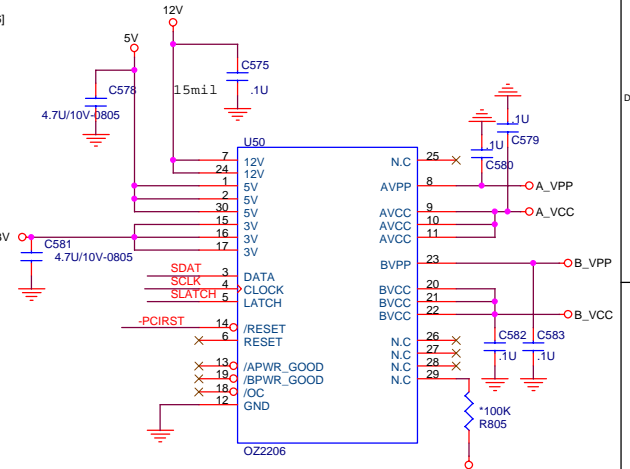 5]
12V
5V
C575
.1U
C578
15mil
4.7U/10V-0805
.1U
C579
.1U
C580
U50
7 12V
24 12V
1 5V
2 5V
30 5V
15 3V
16 3V
17 3V
N.C 25
AVPP 8 A_VPP
AVCC 9 A_VCC
AVCC 10
AVCC 11
3V
C581
4.7U/10V-0805
SDAT 3 DATA
SCLK 4 CLOCK
SLATCH 5 LATCH
-PCIRST 14 /RESET
6 RESET
13 /APWR_GOOD
19 /BPWR_GOOD
18 /OC
12 GND
BVPP 23 B_VPP
BVCC 20
BVCC 21
BVCC 22 B_VCC
N.C 26
N.C 27
N.C 28
N.C 29
C582
.1U
C583
.1U
*100K
R805
OZ2206
D